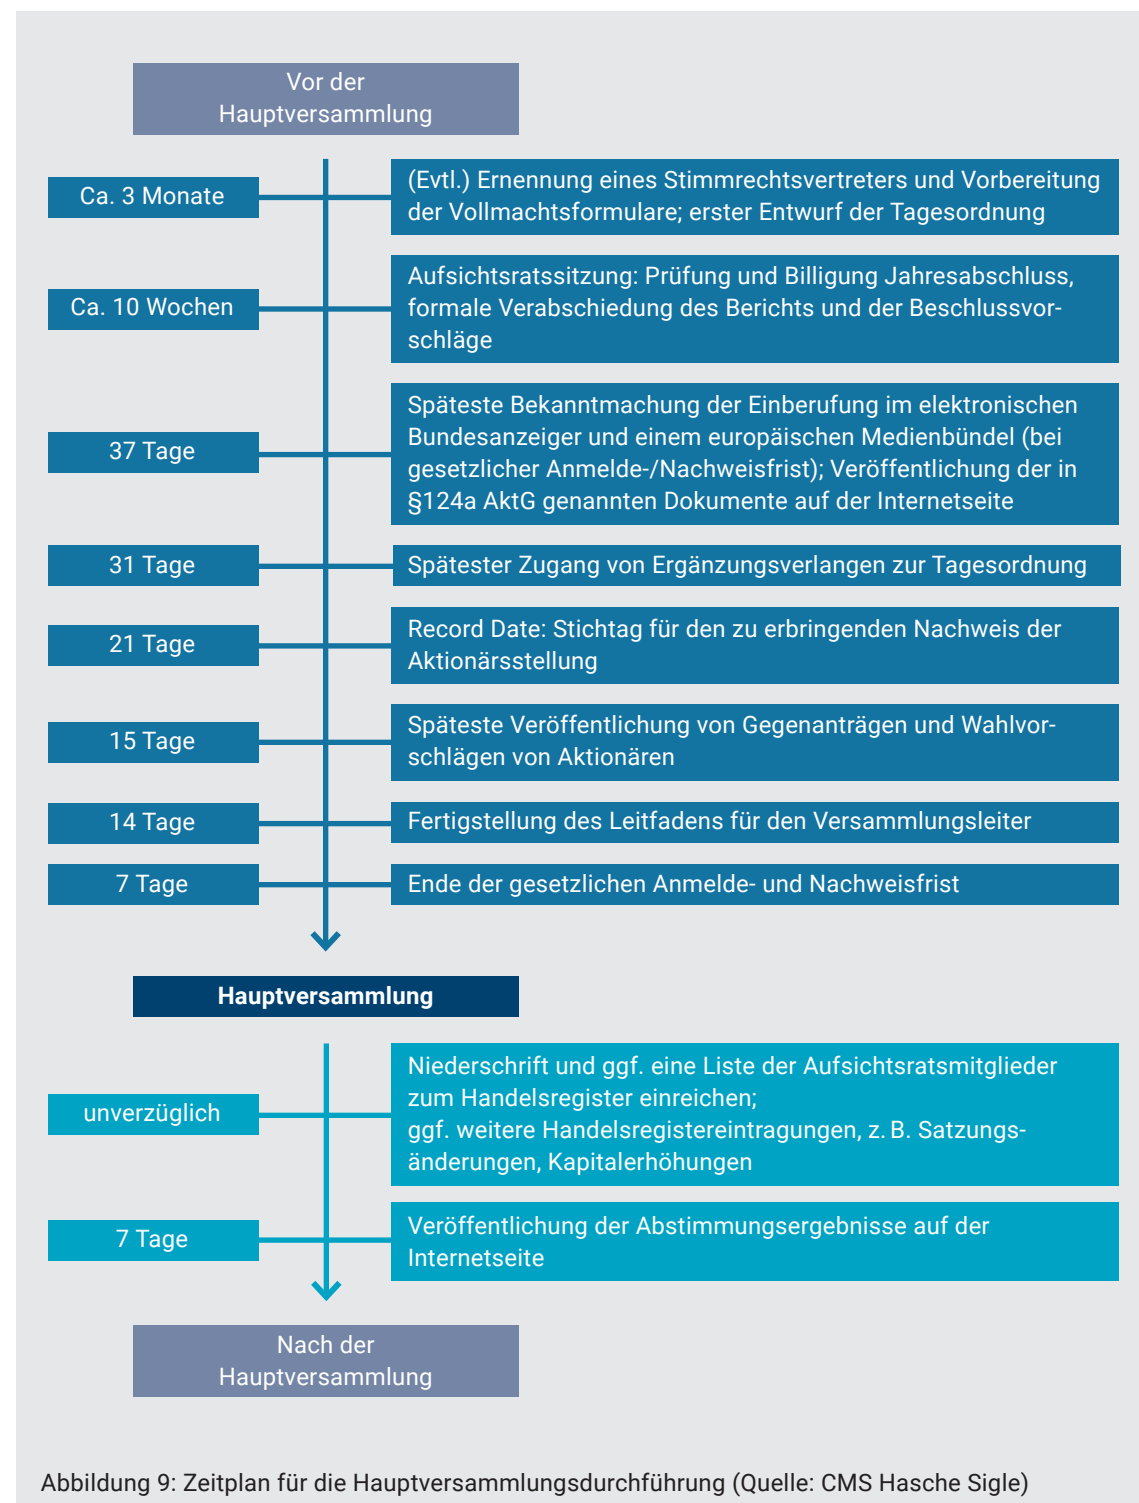 Vor der
Hauptversammlung
Ca. 3 Monate
(Evtl.) Ernennung eines Stimmrechtsvertreters und Vorbereitung
der Vollmachtsformulare; erster Entwurf der Tagesordnung
Ca. 10 Wochen
Aufsichtsratssitzung: Prüfung und Billigung Jahresabschluss,
formale Verabschiedung des Berichts und der Beschlussvor-
schläge
37 Tage
Späteste Bekanntmachung der Einberufung im elektronischen
Bundesanzeiger und einem europäischen Medienbündel (bei
gesetzlicher Anmelde-/Nachweisfrist); Veröffentlichung der in
§124a AktG genannten Dokumente auf der Internetseite
31 Tage
Spätester Zugang von Ergänzungsverlangen zur Tagesordnung
21 Tage
Record Date: Stichtag für den zu erbringenden Nachweis der
Aktionärsstellung
15 Tage
Späteste Veröffentlichung von Gegenanträgen und Wahlvor-
schlägen von Aktionären
14 Tage
Fertigstellung des Leitfadens für den Versammlungsleiter
7 Tage
Ende der gesetzlichen Anmelde- und Nachweisfrist
Hauptversammlung
unverzüglich
Niederschrift und ggf. eine Liste der Aufsichtsratsmitglieder
zum Handelsregister einreichen;
ggf. weitere Handelsregistereintragungen, z. B. Satzungs-
änderungen, Kapitalerhöhungen
7 Tage
Veröffentlichung der Abstimmungsergebnisse auf der
Internetseite
Nach der
Hauptversammlung
Abbildung 9: Zeitplan für die Hauptversammlungsdurchführung (Quelle: CMS Hasche Sigle)